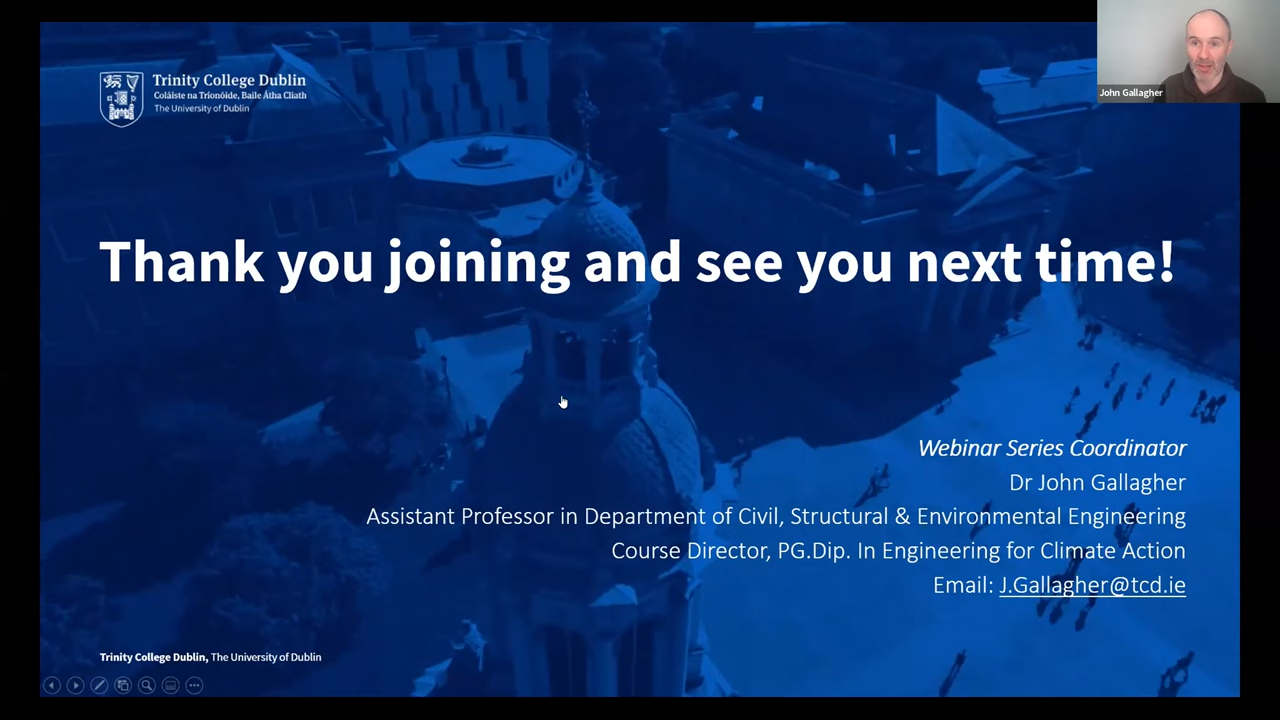 Trinity College Dublin
Coláiste na Tríonóide, Baile Átha Cliath
The University of Dublin
John Gallagher
Thank you joining and see you next time!
Webinar Series Coordinator
Dr John Gallagher
Assistant Professor in Department of Civil, Structural & Environmental Engineering
Course Director, PG.Dip. In Engineering for Climate Action
Email: J.Gallagher@tcd.ie
Trinity College Dublin, The University of Dublin